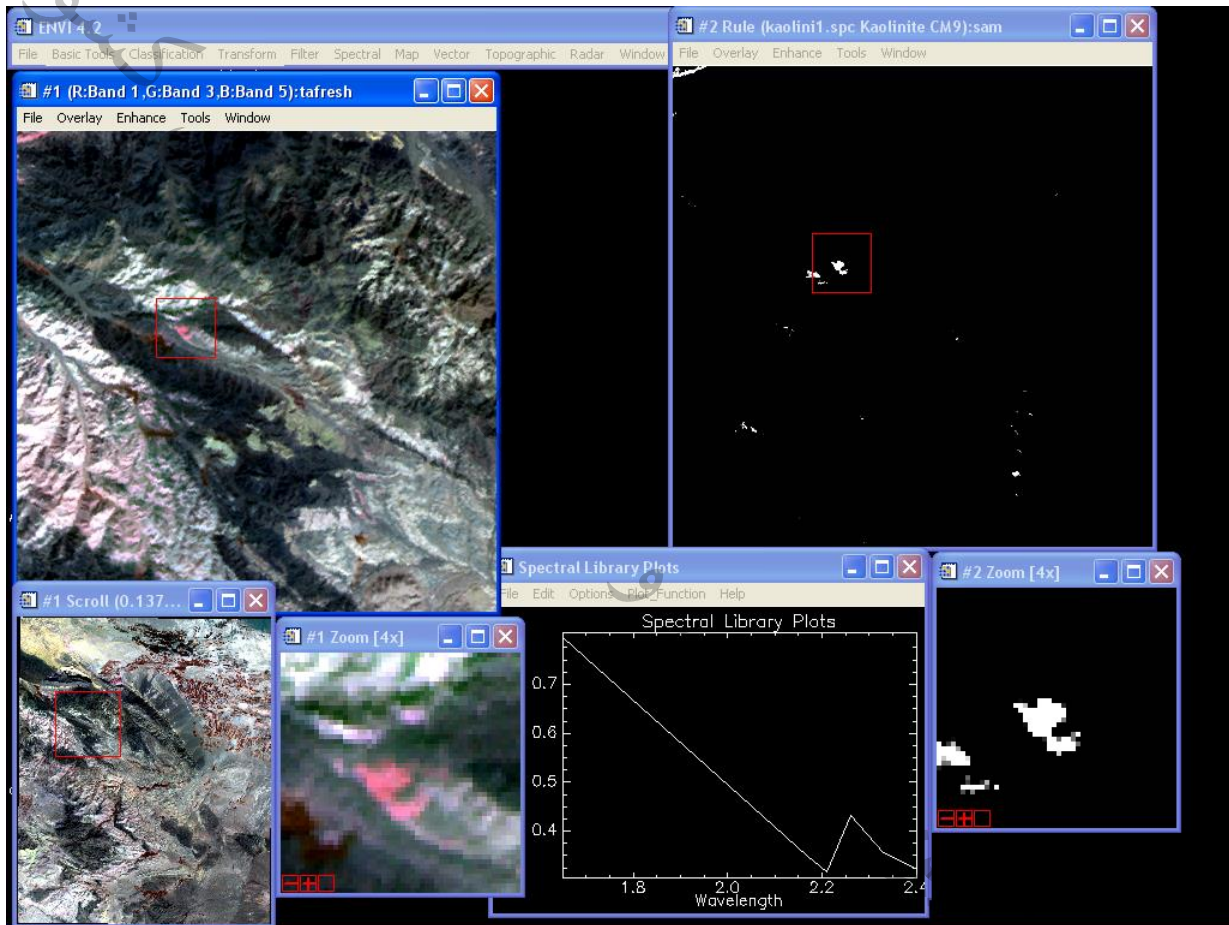 ENVI 4.2
File Basic Tools Classification Transform Filter Spectral Map Vector Topographic Radar Window
#2 Rule (kaolini1.spc Kaolinite CM9):sam
File Overlay Enhance Tools Window
#1 (R:Band 1,G:Band 3,B:Band 5):tafresh
File Overlay Enhance Tools Window
Spectral Library Plots
File Edit Options Plot_Function Help
Spectral Library Plots
0.7
0.6
0.5
0.4
1.8 2.0 2.2 2.4
Wavelength
#2 Zoom [4x]
#1 Scroll (0.137...
#1 Zoom [4x]